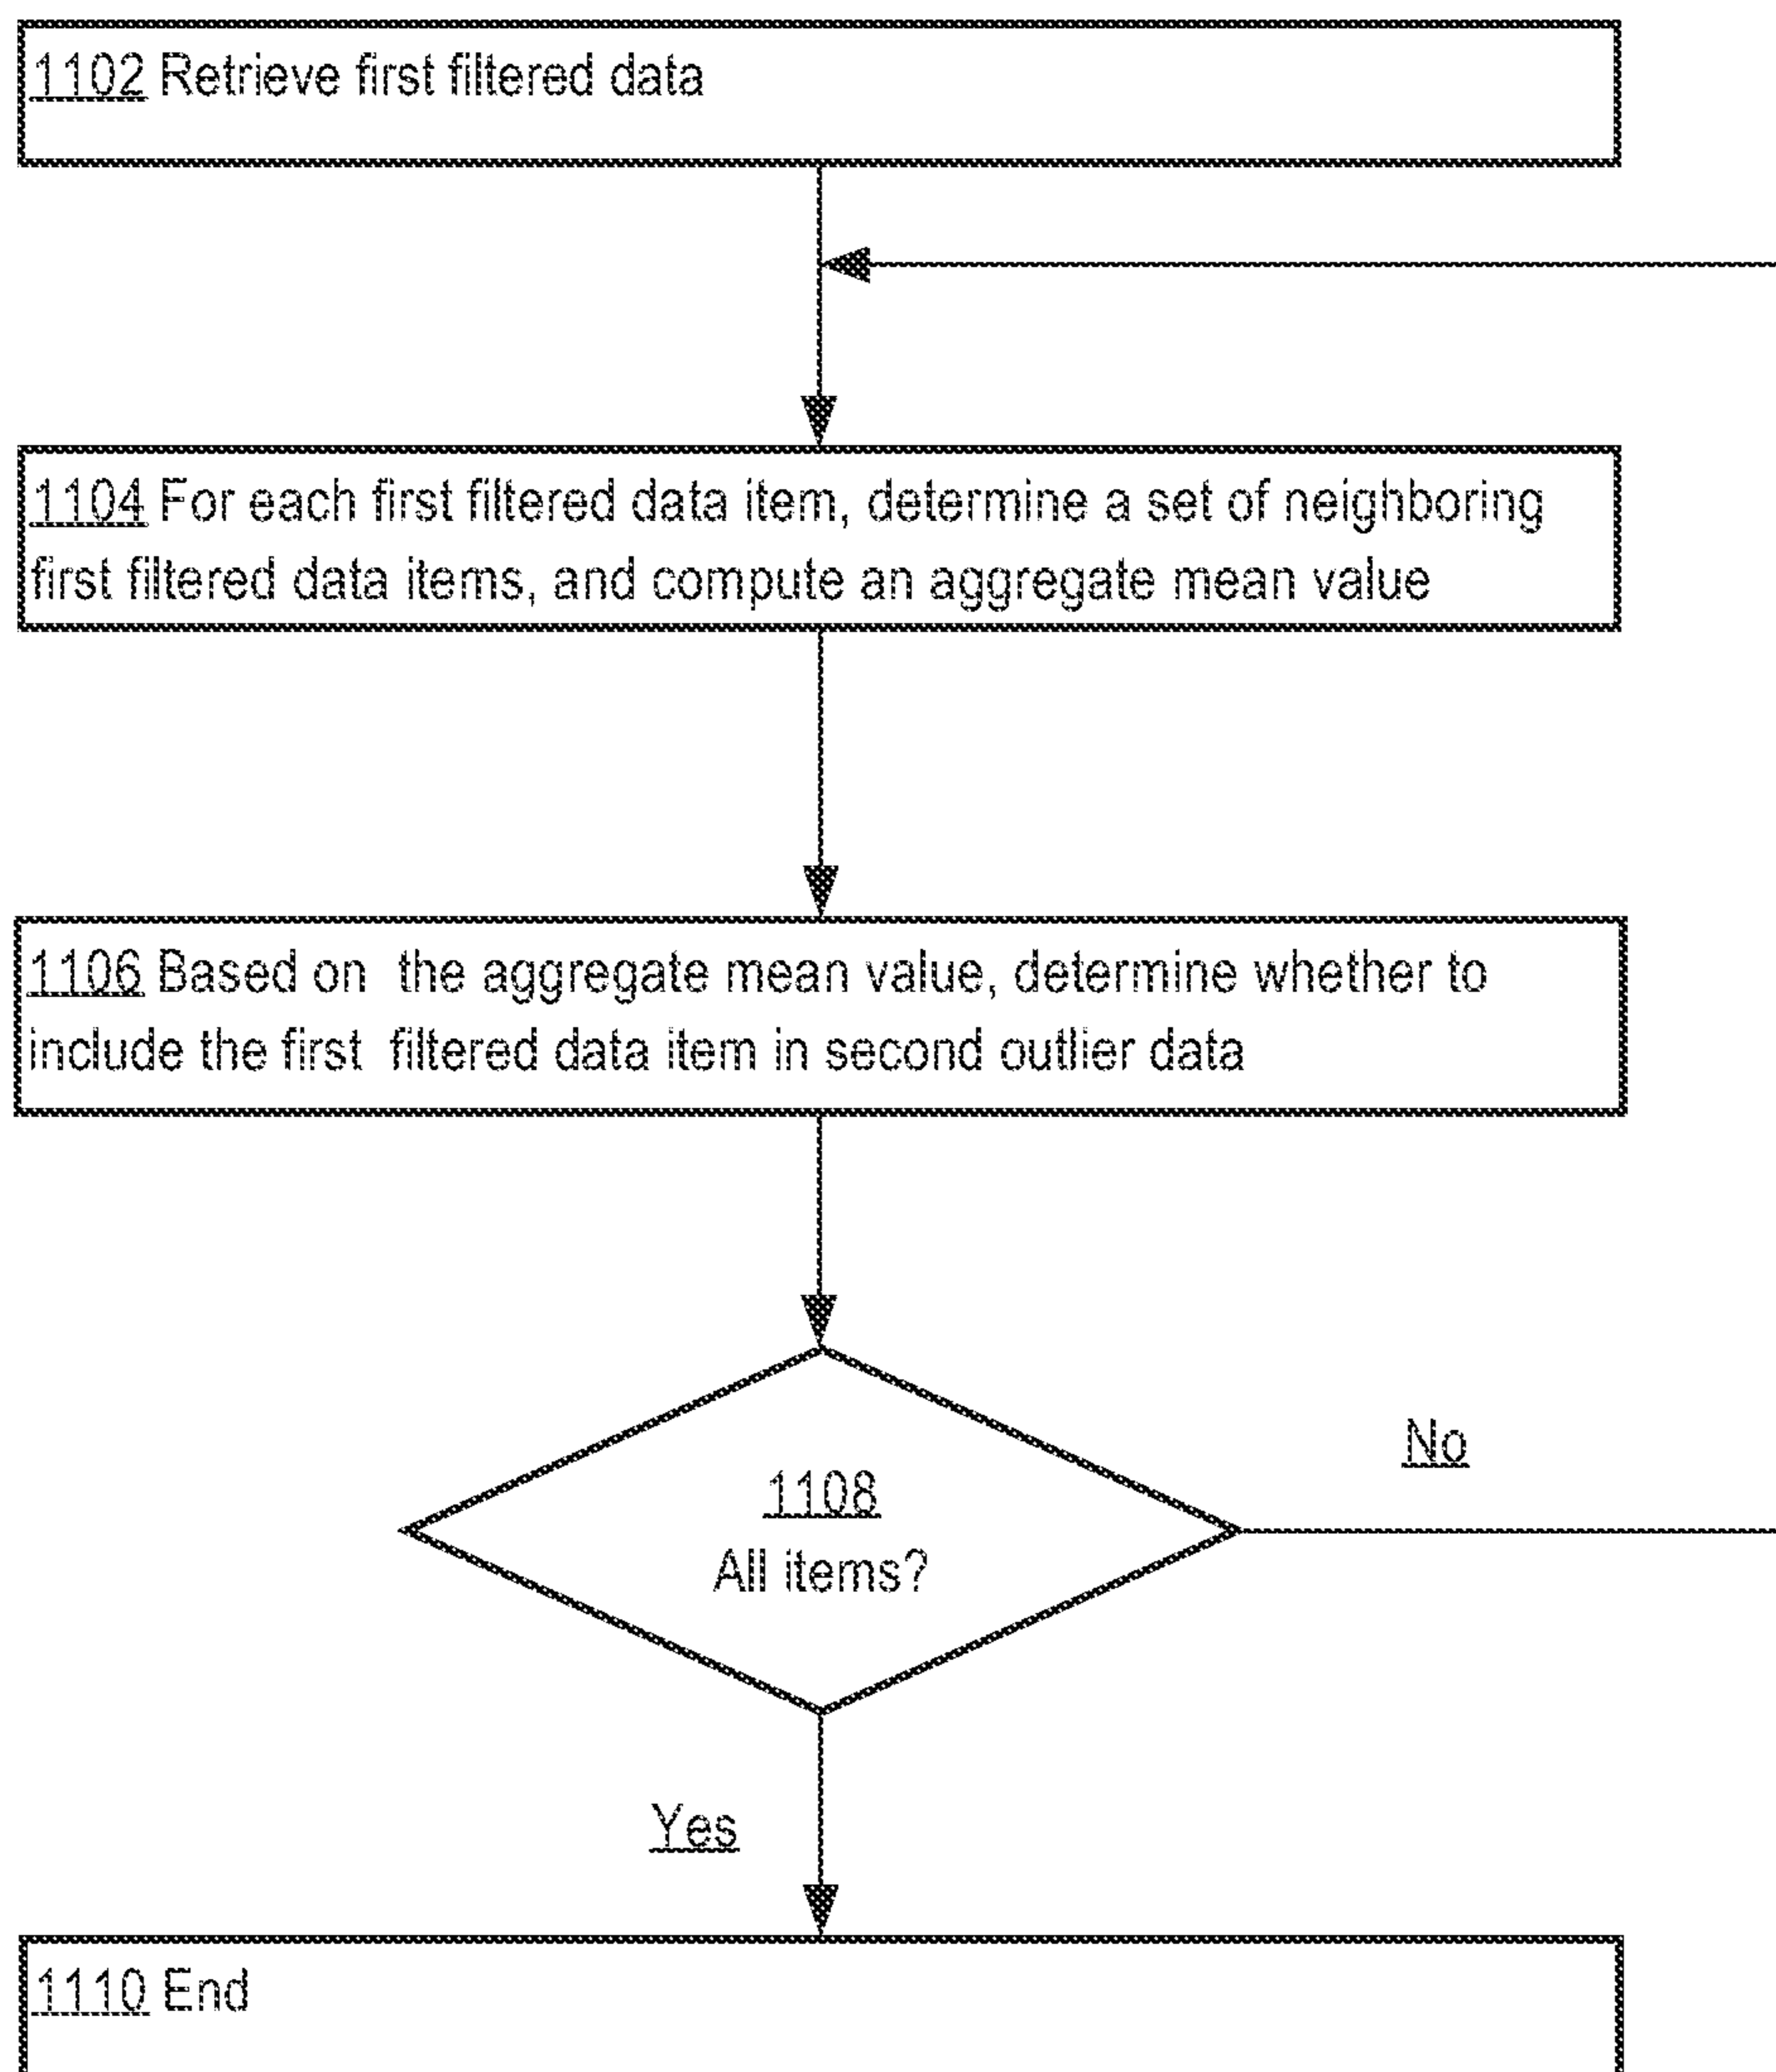 1102 Retrieve first filtered data
1104 For each first filtered data item, determine a set of neighboring
first filtered data items, and compute an aggregate mean value
1106 Based on the aggregate mean value, determine whether to
include the first filtered data item in second outlier data
No
1108
All items?
Yes
1110 End